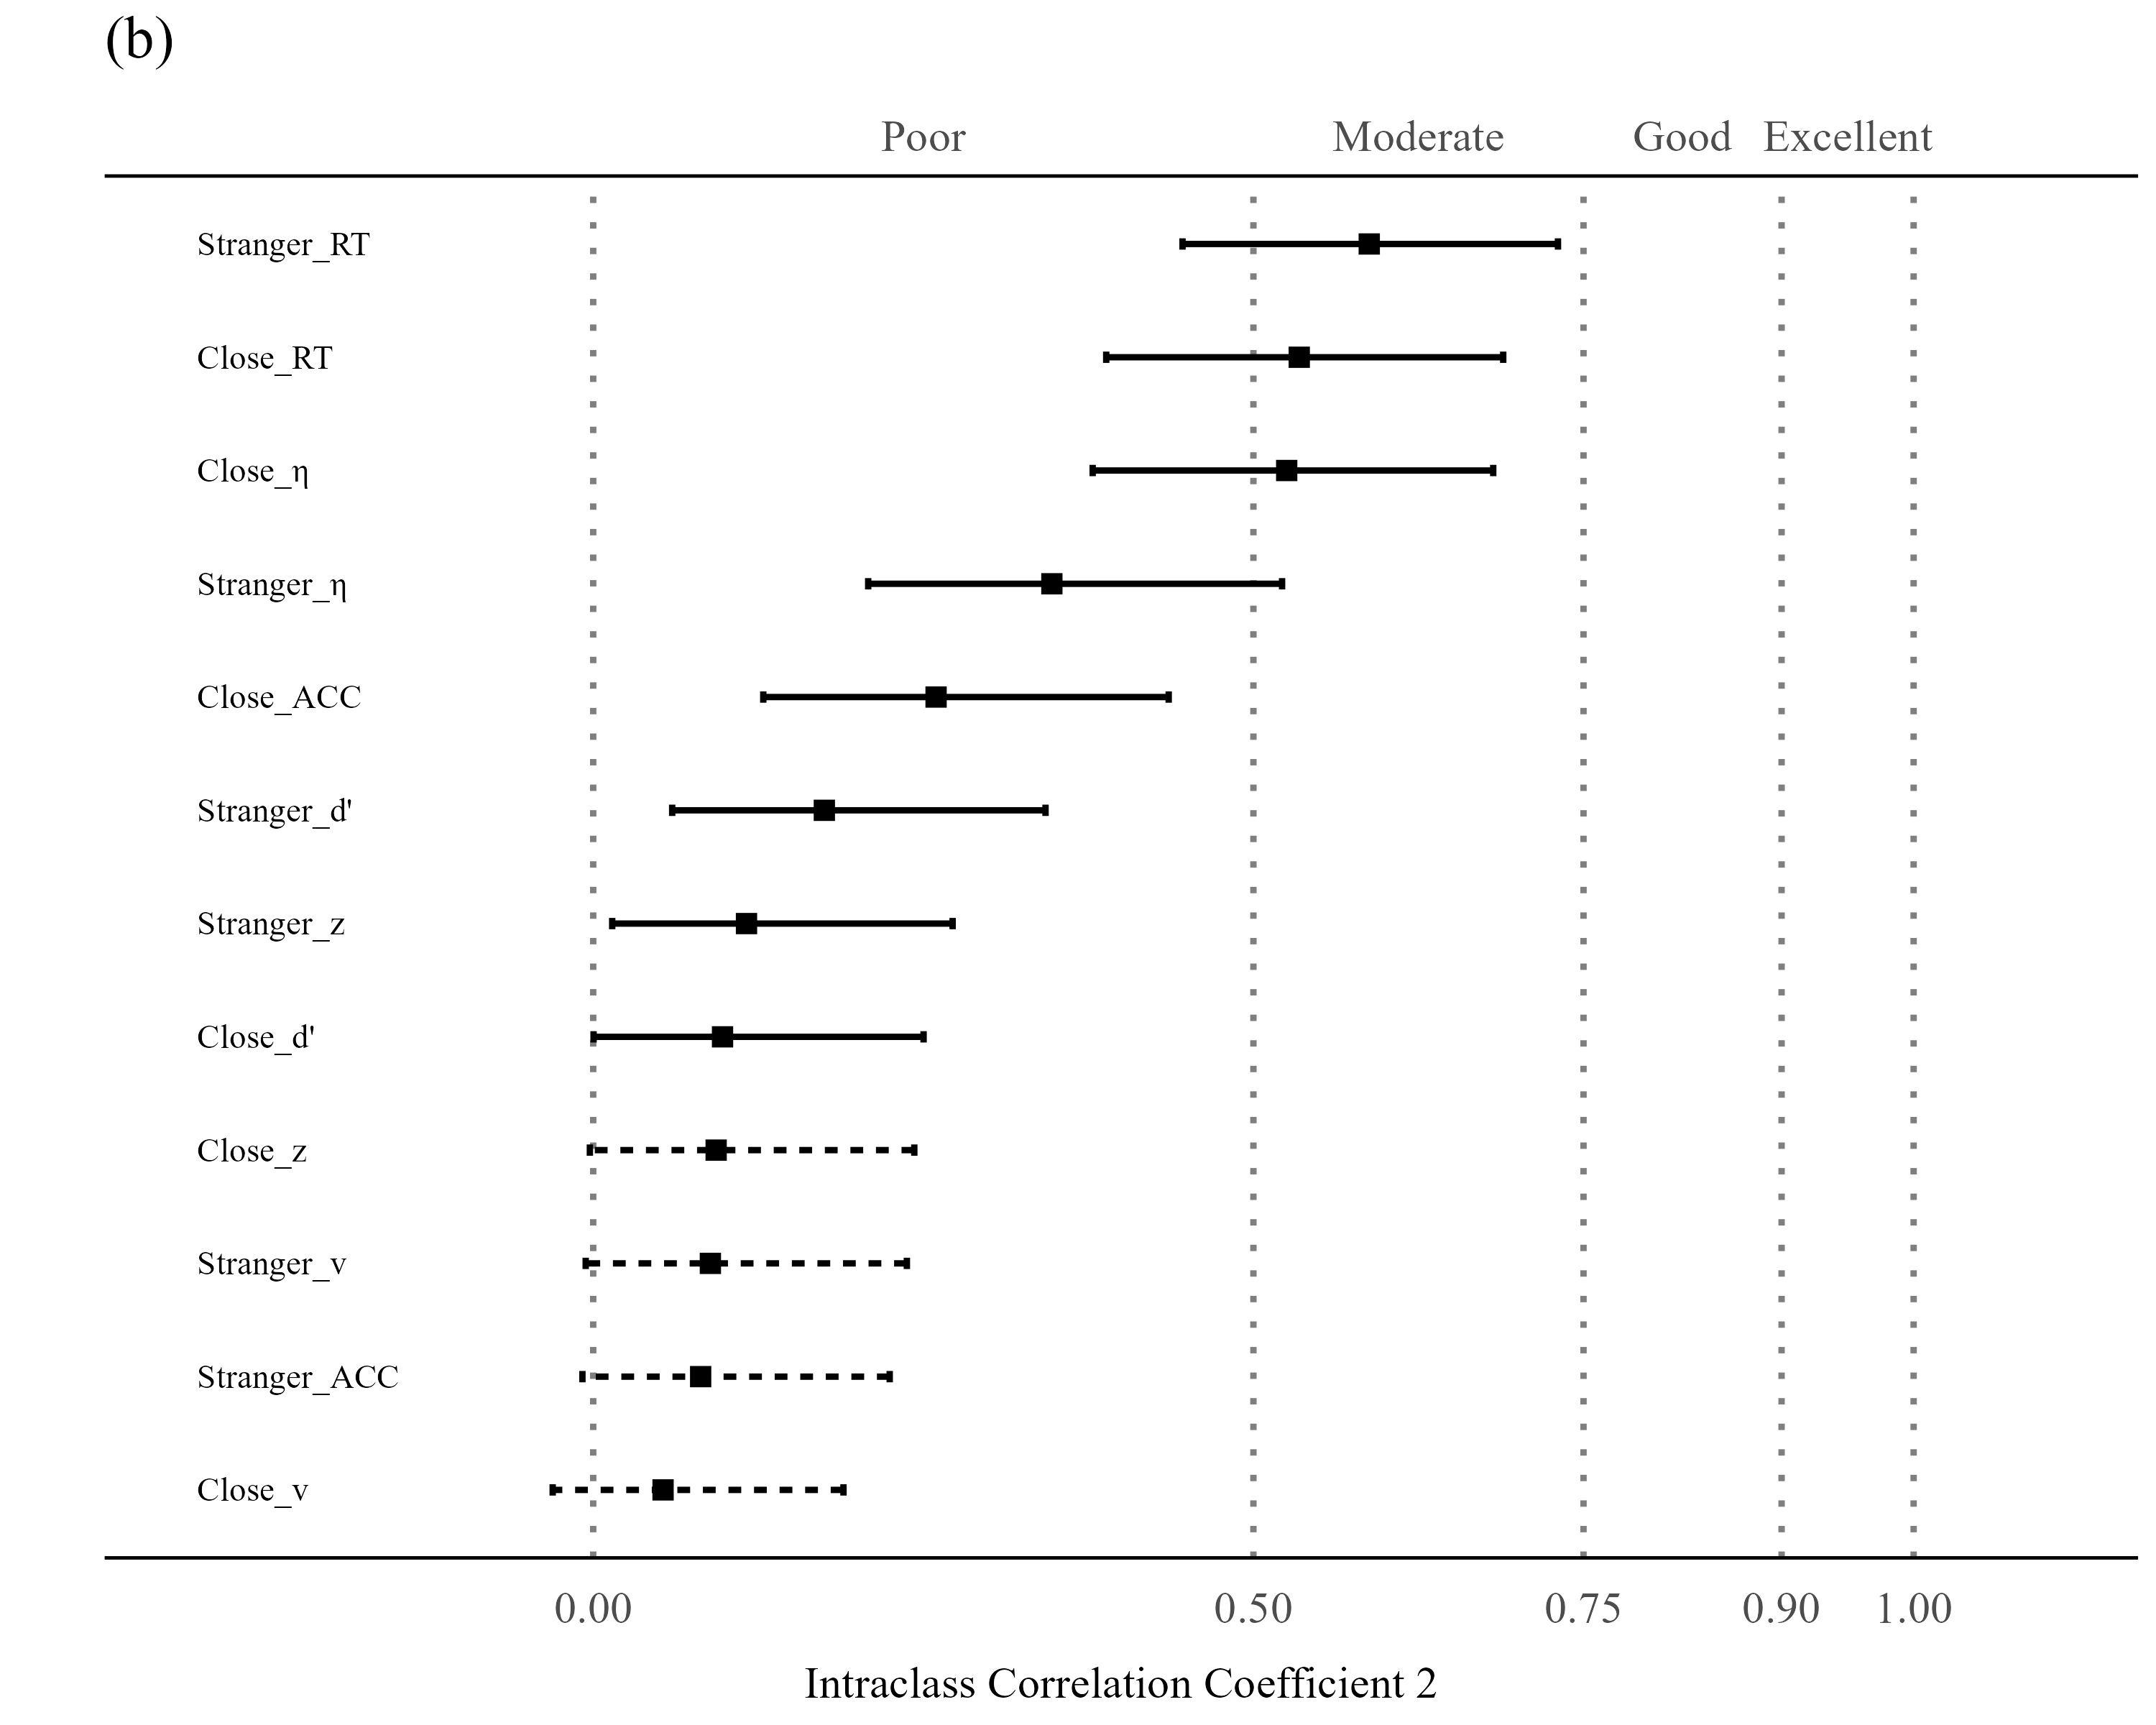 (b)
Poor Moderate Good Excellent
Stranger_RT
Close_RT
Close_η
Stranger_η
Close_ACC
Stranger_d'
Stranger_z
Close_d'
Close_z
Stranger_v
Stranger_ACC
Close_v
0.00 0.50 0.75 0.90 1.00
Intraclass Correlation Coefficient 2